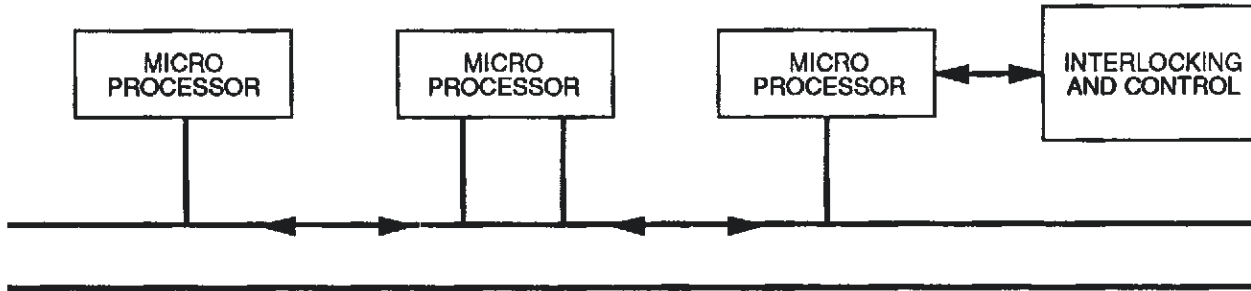 MICRO
PROCESSOR
MICRO
PROCESSOR
MICRO
PROCESSOR
INTERLOCKING
AND CONTROL